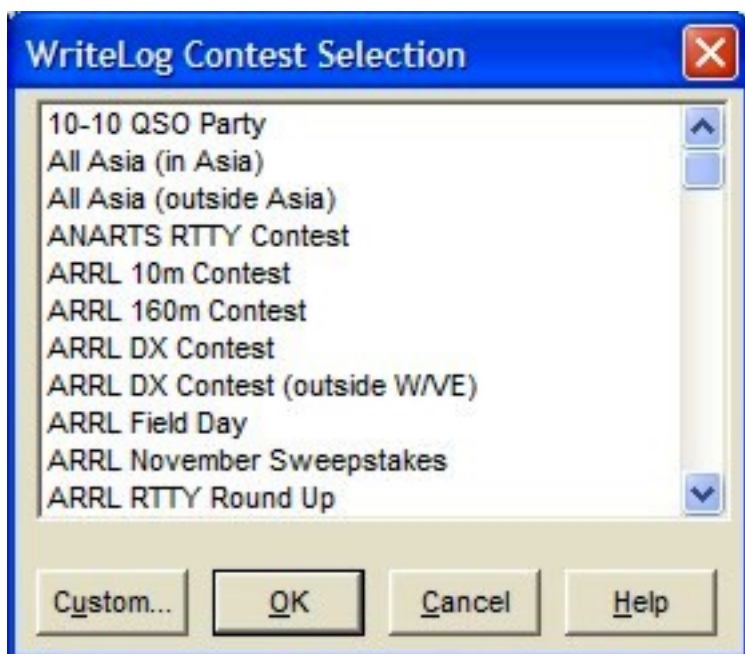 WriteLog Contest Selection
10-10 QSO Party
All Asia (in Asia)
All Asia (outside Asia)
ANARTS RTTY Contest
ARRL 10m Contest
ARRL 160m Contest
ARRL DX Contest
ARRL DX Contest (outside W/VE)
ARRL Field Day
ARRL November Sweepstakes
ARRL RTTY Round Up
Custom... OK Cancel Help